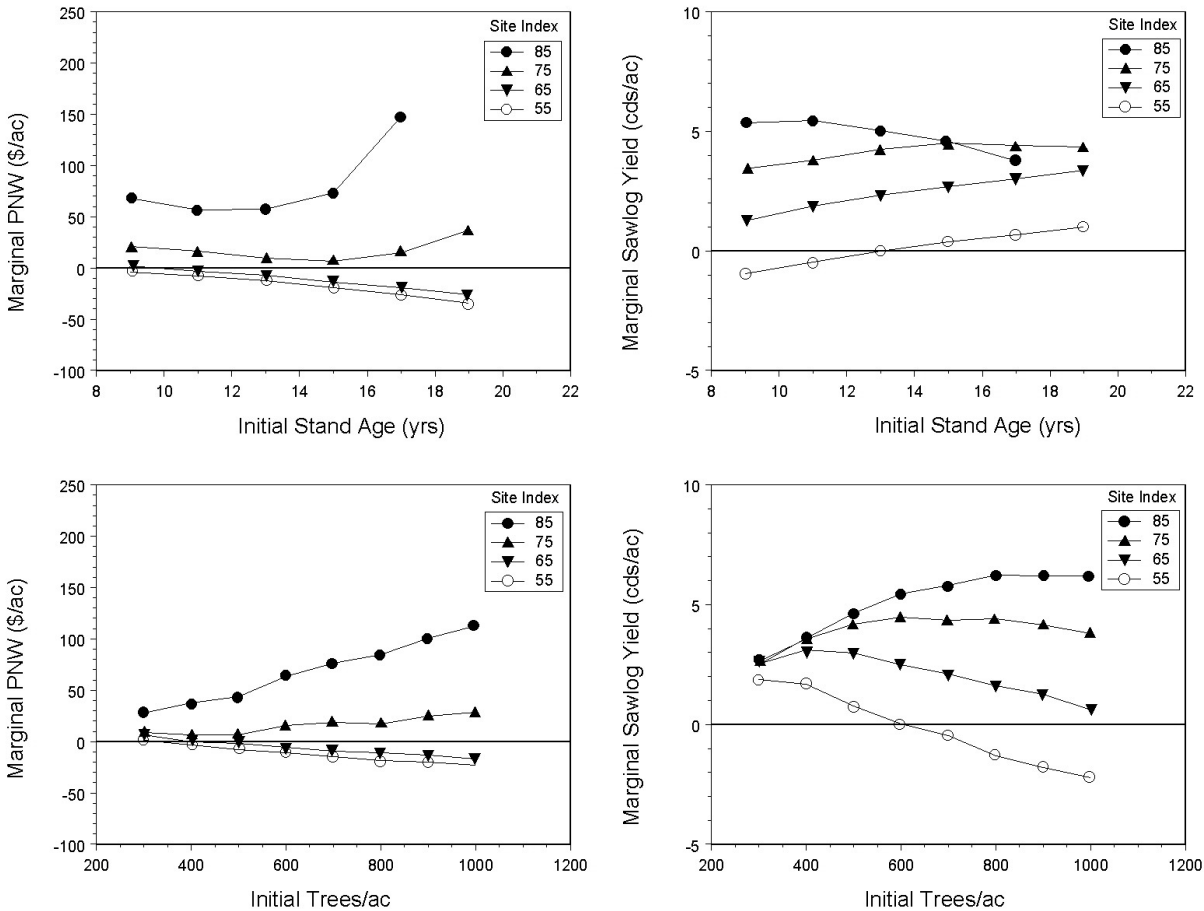 250
200
150
100
50
0
-50
-100
Marginal PNW ($/ac)
8 10 12 14 16 18 20 22
Initial Stand Age (yrs)
Site Index
85
75
65
55
10
5
0
-5
Marginal Sawlog Yield (cds/ac)
8 10 12 14 16 18 20 22
Initial Stand Age (yrs)
Site Index
85
75
65
55
250
200
150
100
50
0
-50
-100
Marginal PNW ($/ac)
200 400 600 800 1000 1200
Initial Trees/ac
Site Index
85
75
65
55
10
5
0
-5
Marginal Sawlog Yield (cds/ac)
200 400 600 800 1000 1200
Initial Trees/ac
Site Index
85
75
65
55